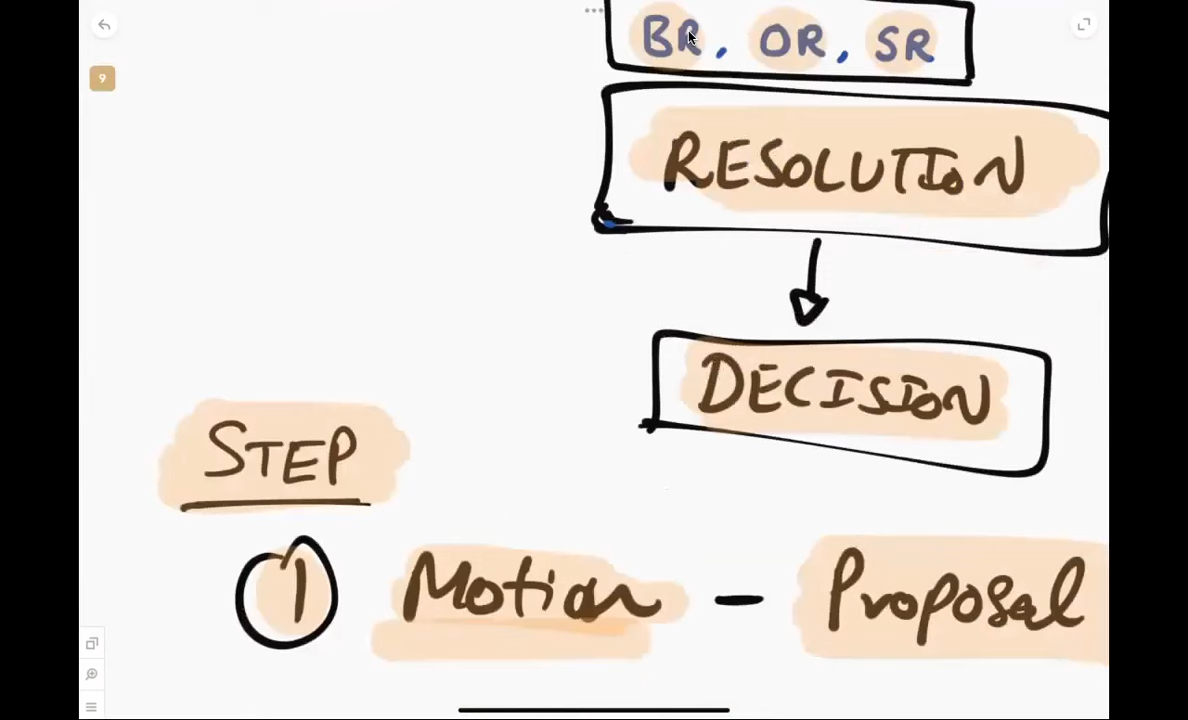 BR, OR, SR
9
RESOLUTION
DECISION
STEP
1 Motion - Proposal